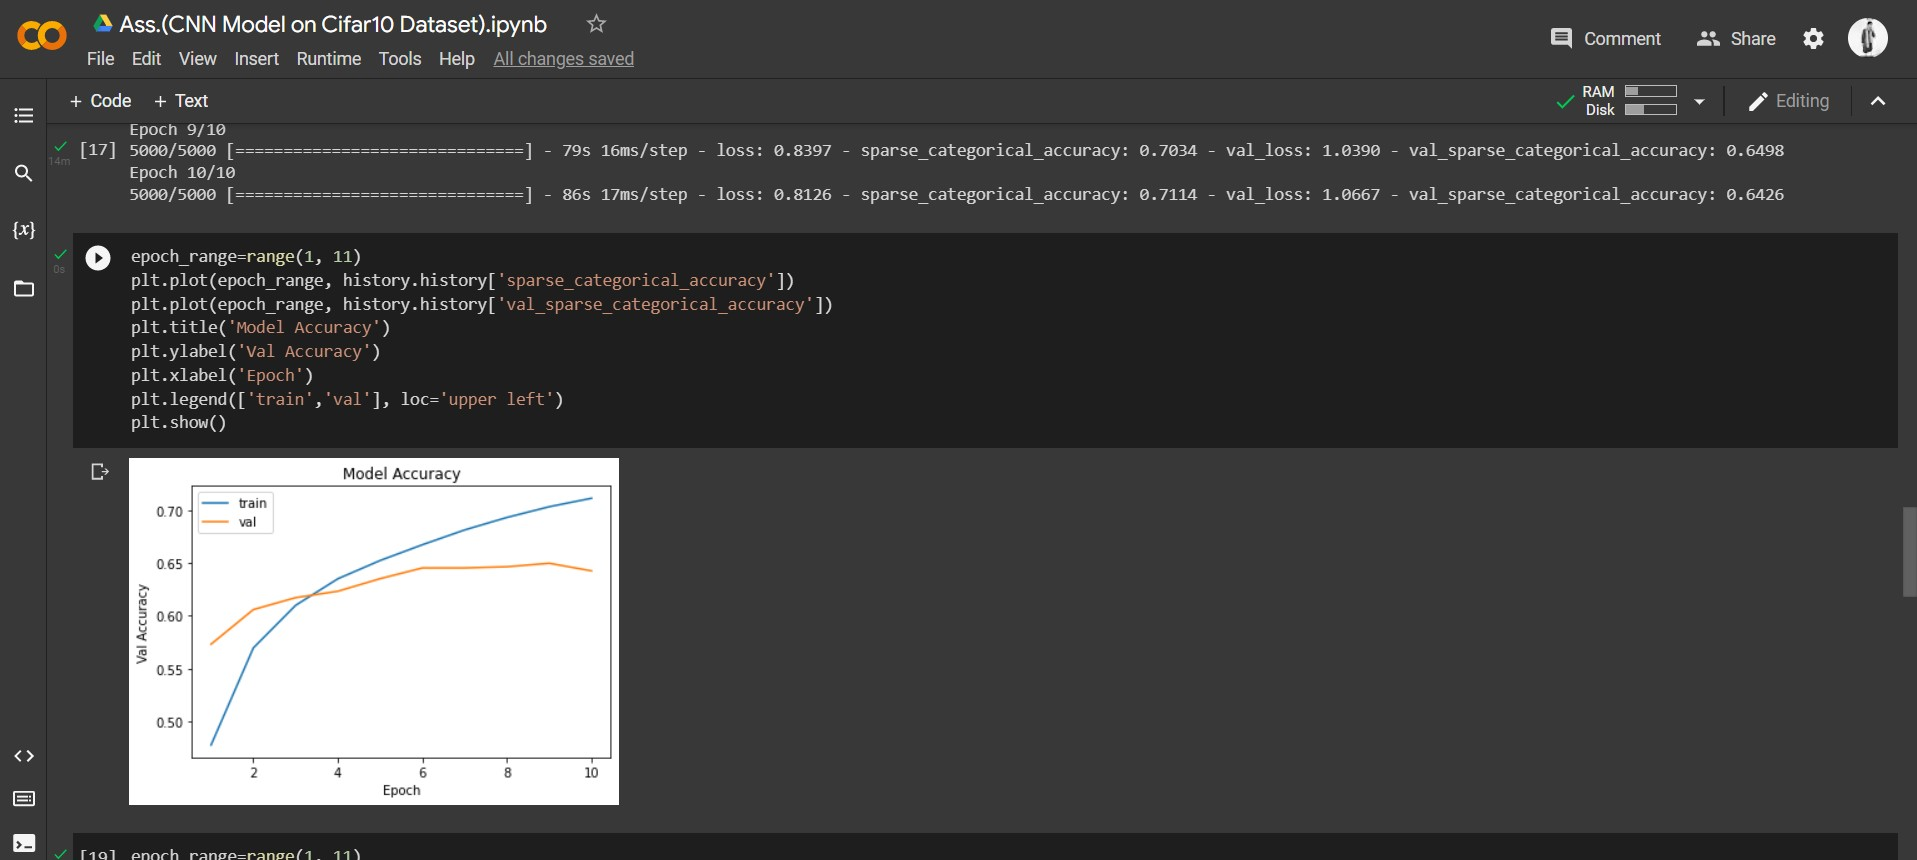 Ass.(CNN Model on Cifar10 Dataset).ipynb
File Edit View Insert Runtime Tools Help All changes saved
Comment Share
+ Code + Text
RAM
Disk
Editing
Epoch 9/10
14m
[17] 5000/5000 [==============================] - 79s 16ms/step - loss: 0.8397 - sparse_categorical_accuracy: 0.7034 - val_loss: 1.0390 - val_sparse_categorical_accuracy: 0.6498
Epoch 10/10
5000/5000 [==============================] - 86s 17ms/step - loss: 0.8126 - sparse_categorical_accuracy: 0.7114 - val_loss: 1.0667 - val_sparse_categorical_accuracy: 0.6426
{x}
0s
epoch_range=range(1, 11)
plt.plot(epoch_range, history.history['sparse_categorical_accuracy'])
plt.plot(epoch_range, history.history['val_sparse_categorical_accuracy'])
plt.title('Model Accuracy')
plt.ylabel('Val Accuracy')
plt.xlabel('Epoch')
plt.legend(['train','val'], loc='upper left')
plt.show()
Model Accuracy
train
val
0.70
0.65
0.60
0.55
0.50
Val Accuracy
2 4 6 8 10
Epoch
[19] epoch_range=range(1, 11)